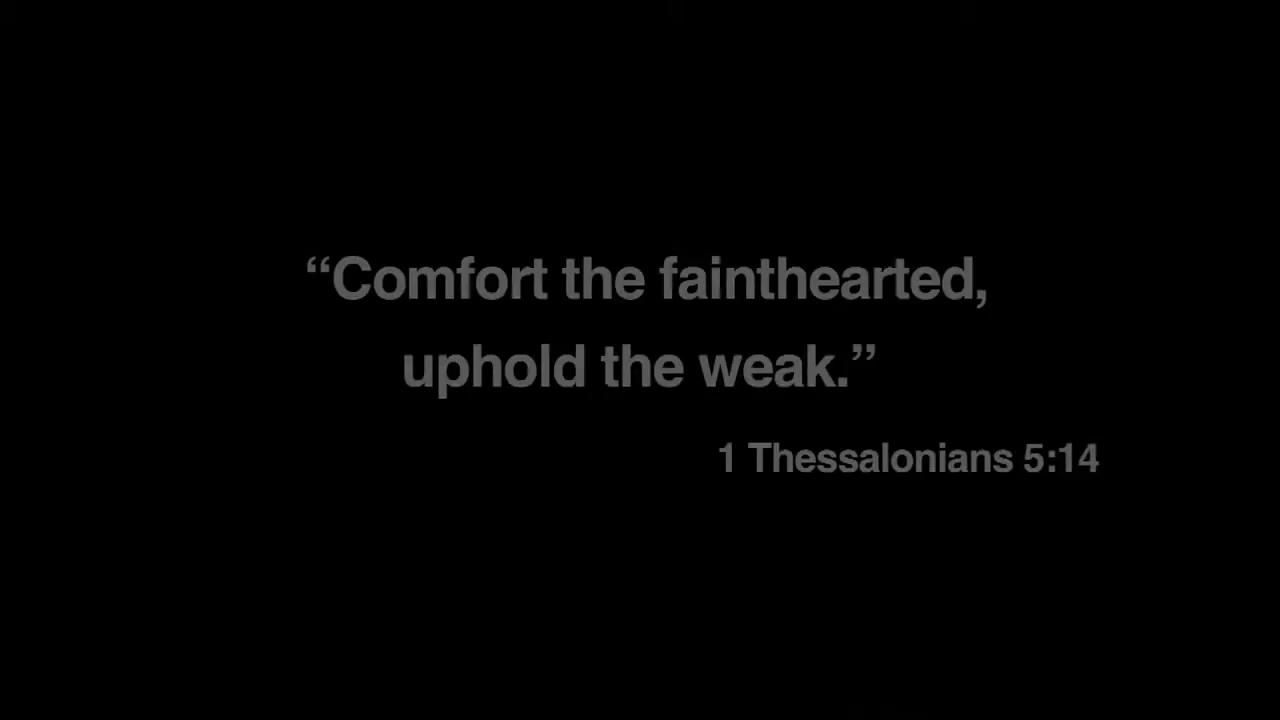 “Comfort the fainthearted,
uphold the weak.”
1 Thessalonians 5:14